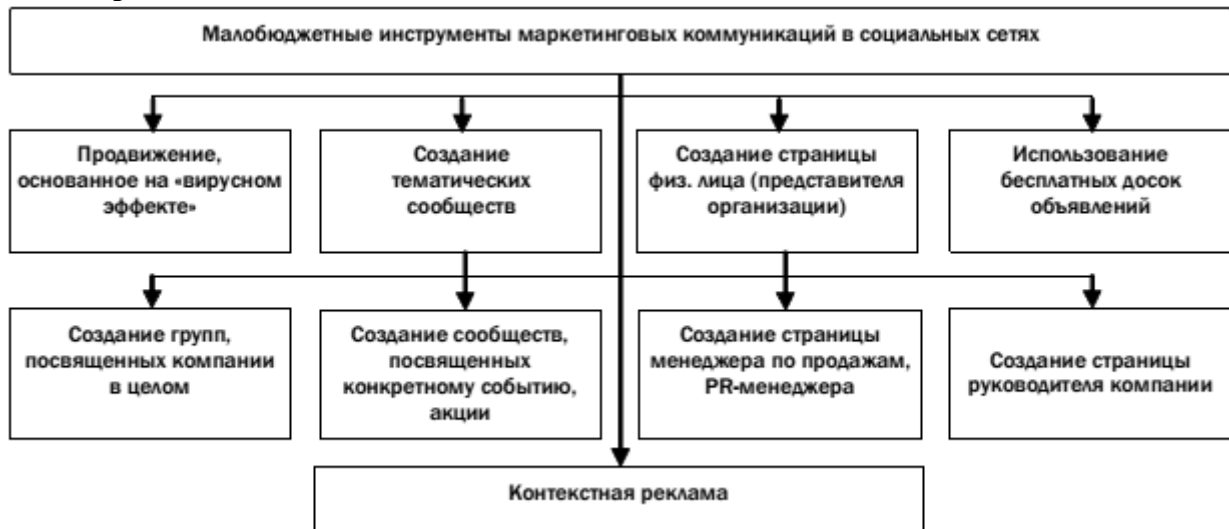 Малобюджетные инструменты маркетинговых коммуникаций в социальных сетях
Продвижение,
основанное на «вирусном
эффекте»
Создание
тематических
сообществ
Создание страницы
физ. лица (представителя
организации)
Использование
бесплатных досок
объявлений
Создание групп,
посвященных компании
в целом
Создание сообществ,
посвященных
конкретному событию,
акции
Создание страницы
менеджера по продажам,
PR-менеджера
Создание страницы
руководителя компании
Контекстная реклама